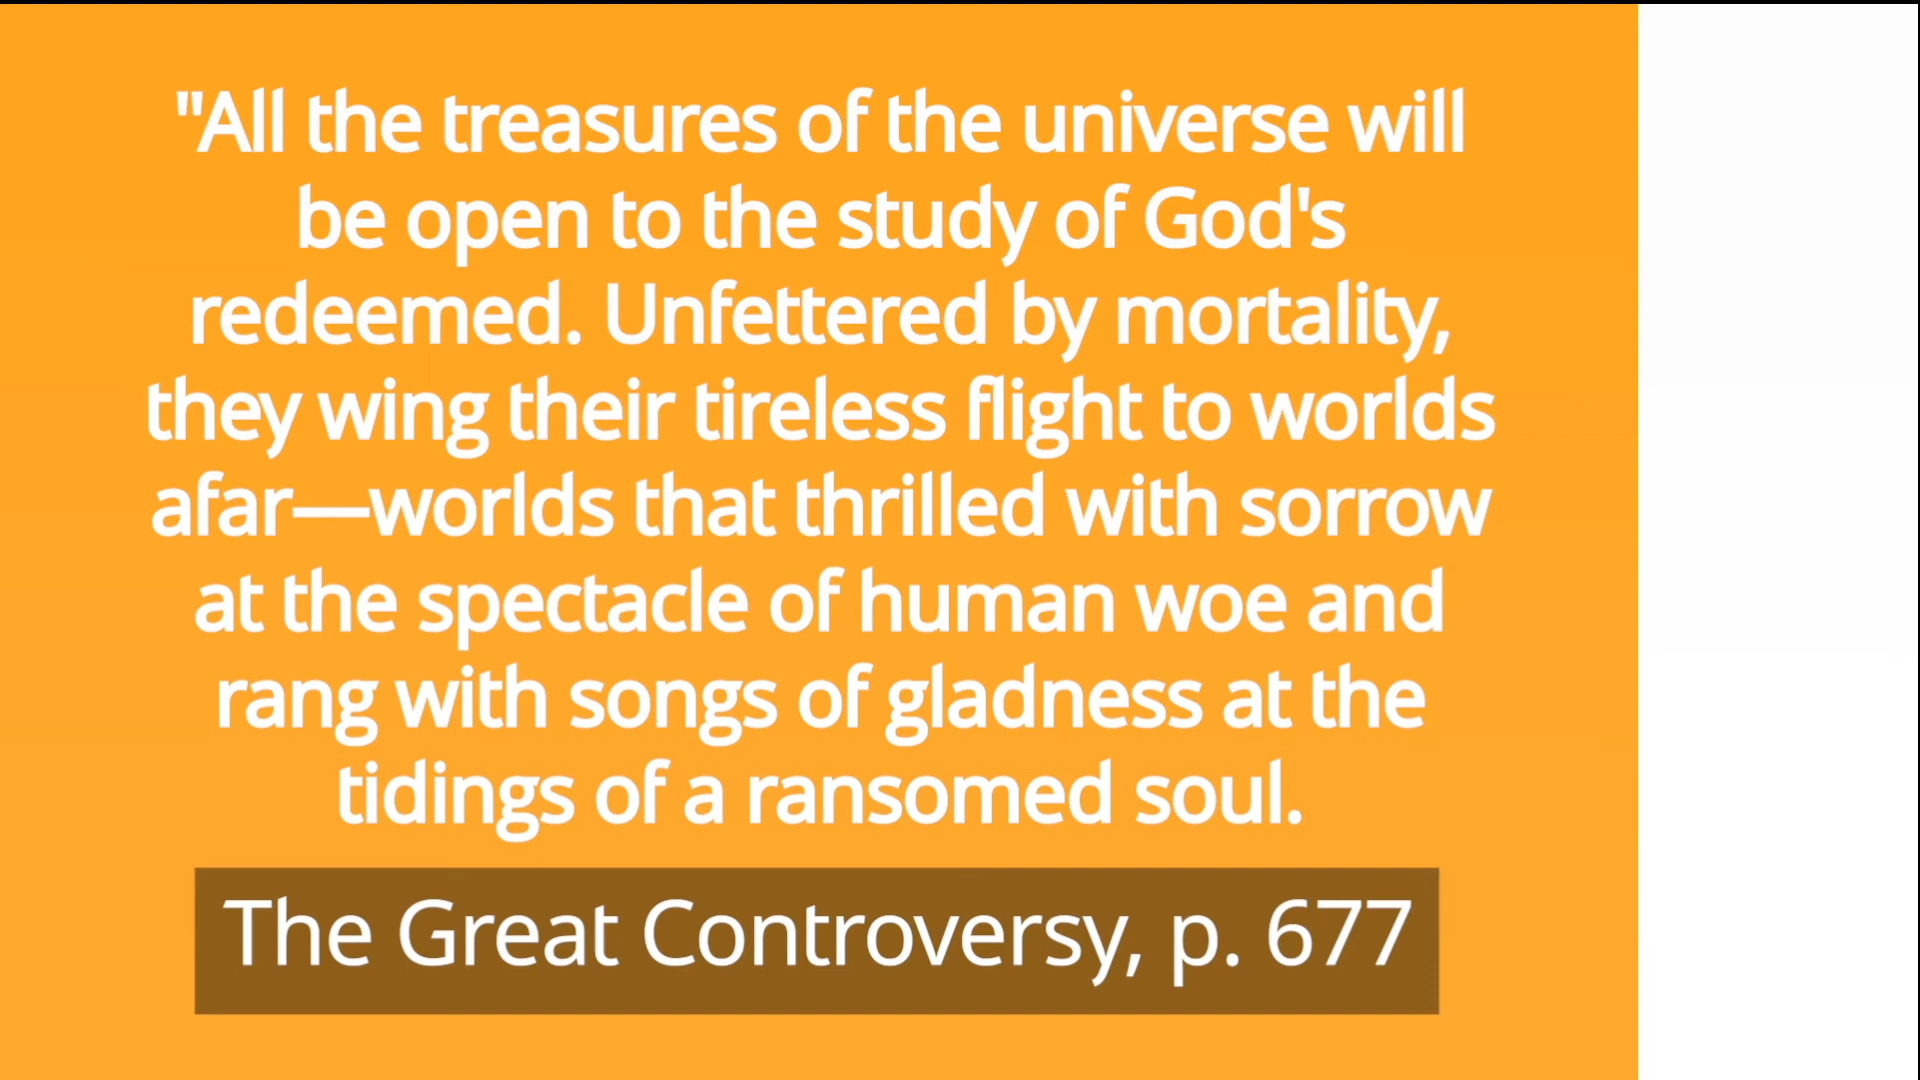 "All the treasures of the universe will
be open to the study of God's
redeemed. Unfettered by mortality,
they wing their tireless flight to worlds
afar—worlds that thrilled with sorrow
at the spectacle of human woe and
rang with songs of gladness at the
tidings of a ransomed soul.
The Great Controversy, p. 677